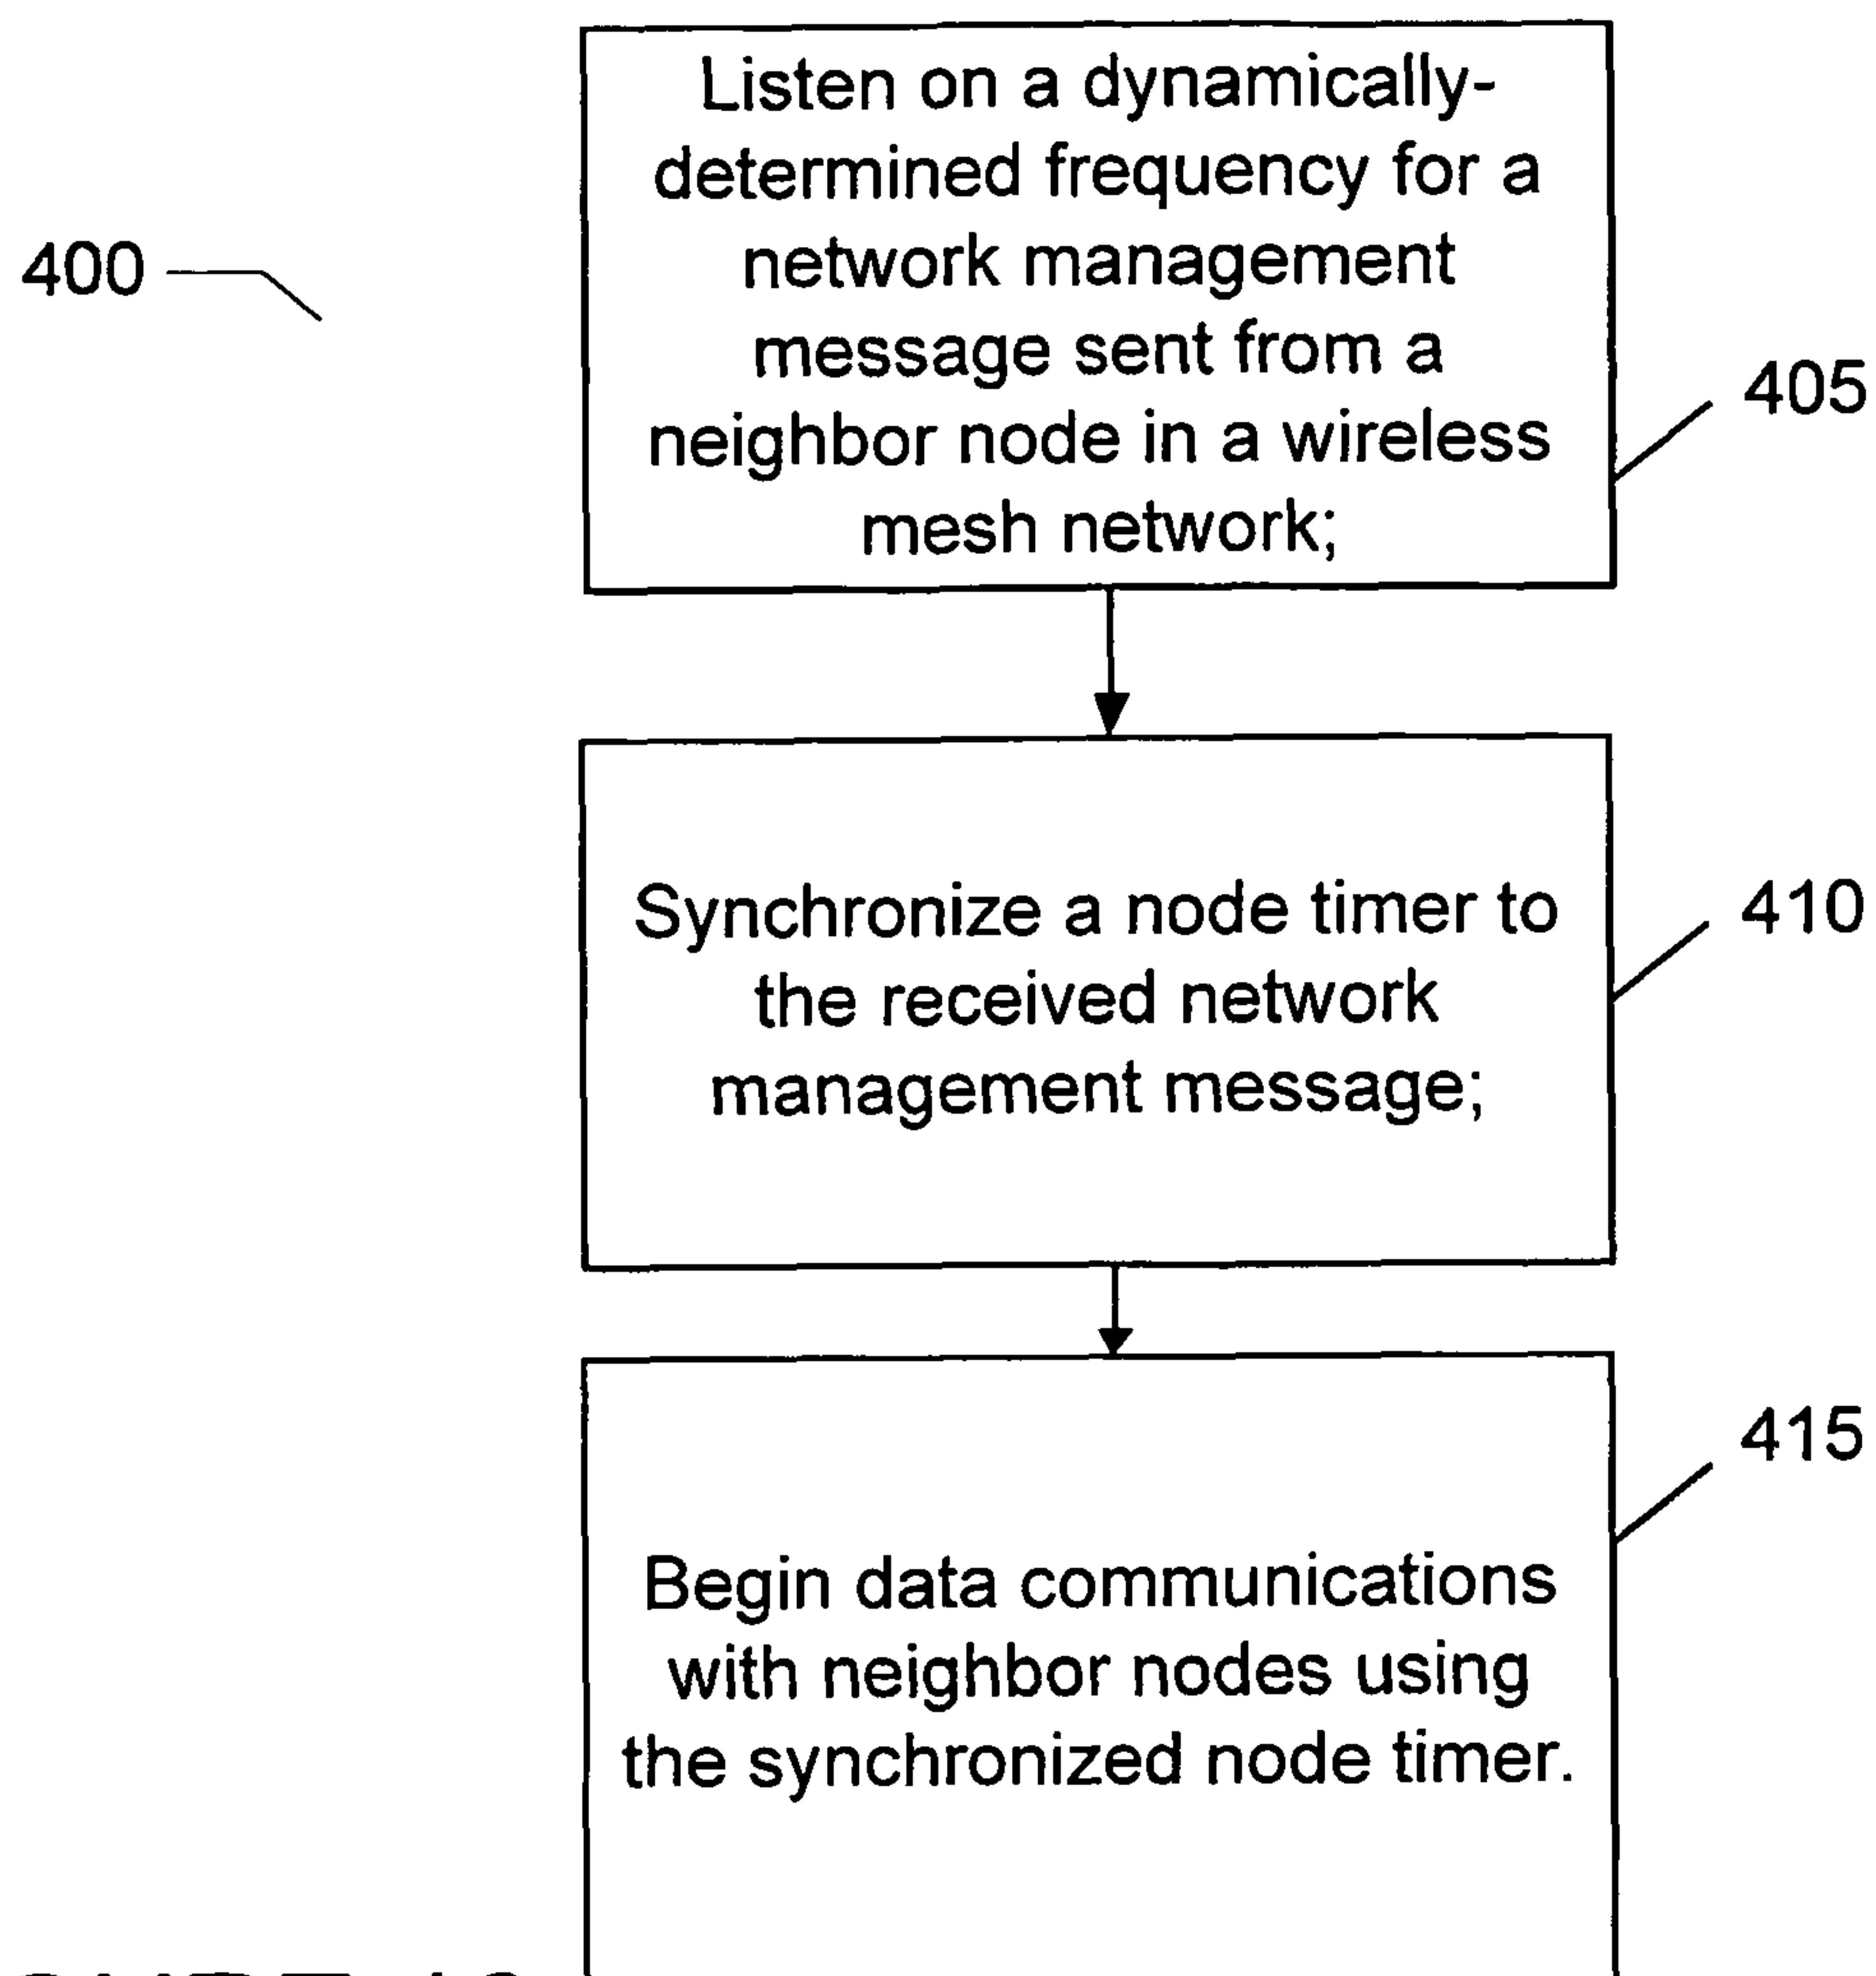 Listen on a dynamically-
determined frequency for a
network management
message sent from a
neighbor node in a wireless
mesh network;
400
405
Synchronize a node timer to
the received network
management message;
410
415
Begin data communications
with neighbor nodes using
the synchronized node timer.